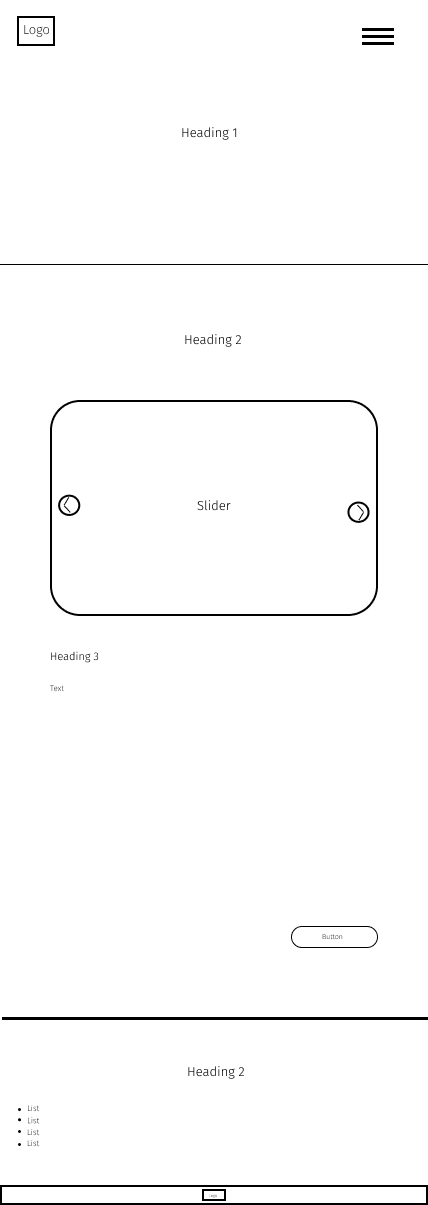 Logo
Heading 1
Heading 2
Slider
Heading 3
Text
Button
Heading 2
List
List
List
List